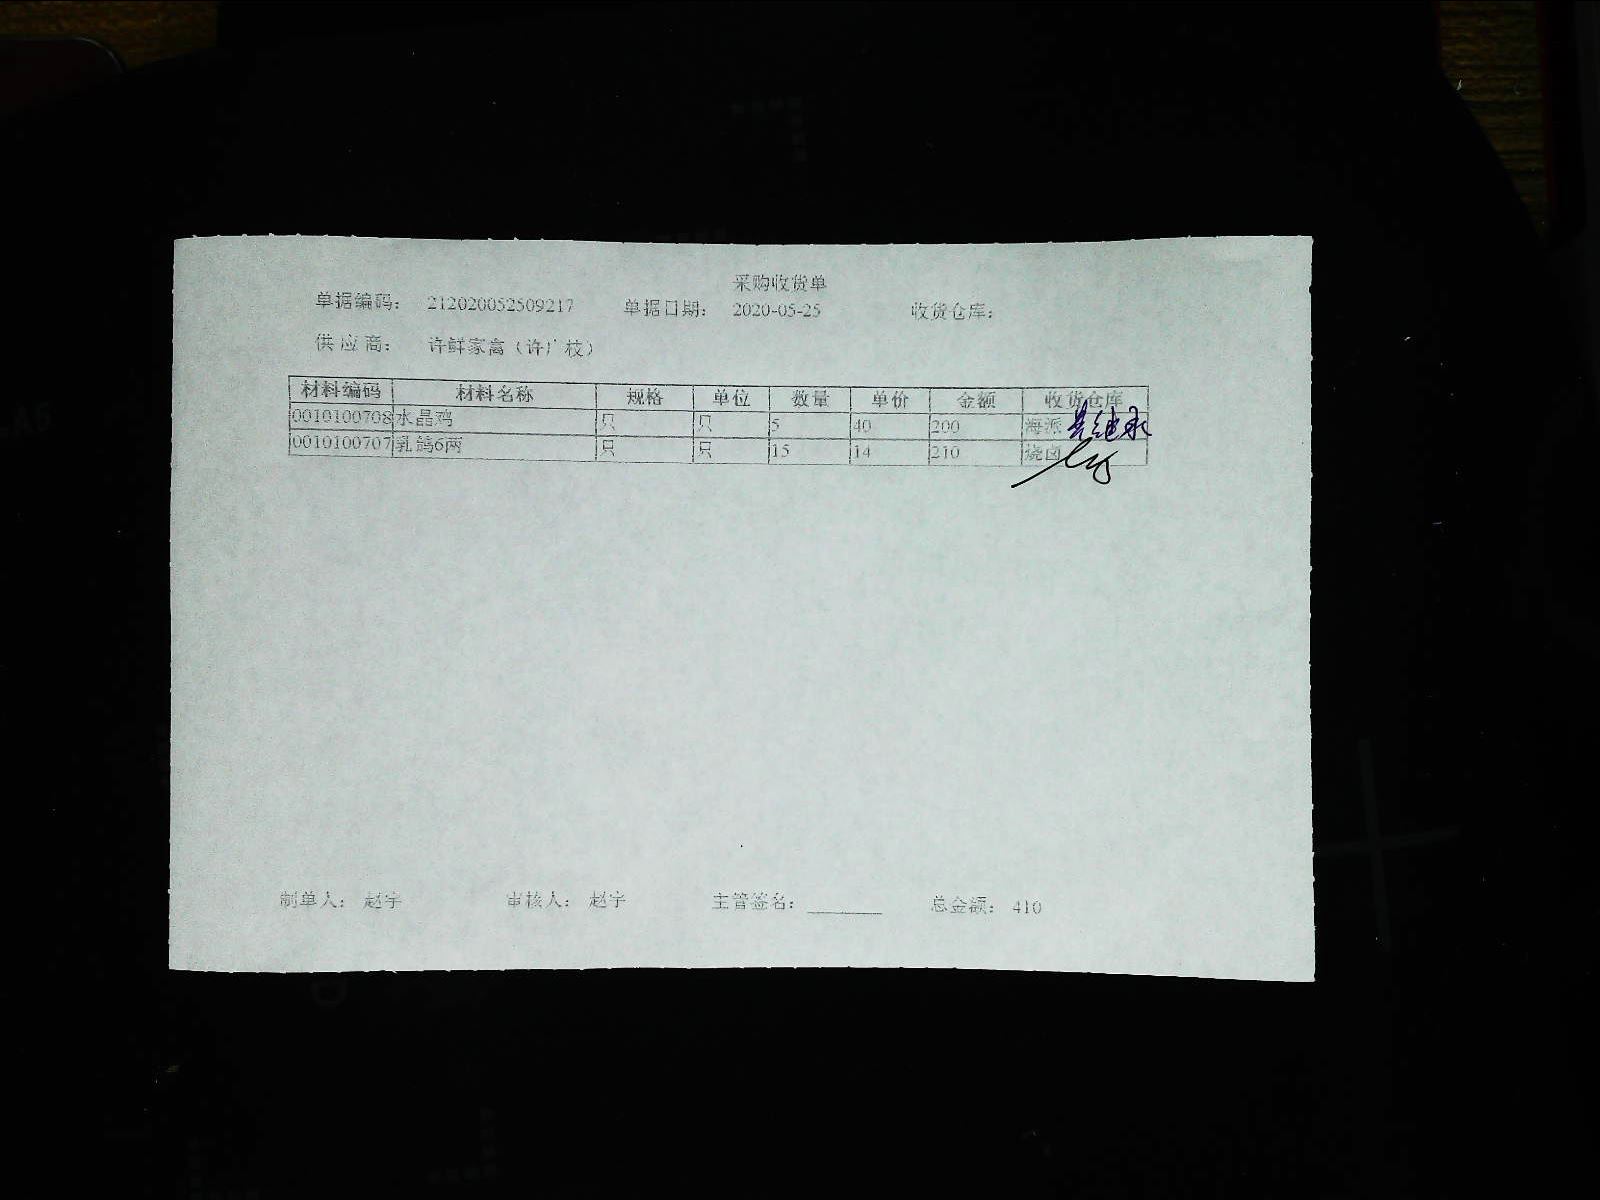 采购收货单
单据编码： 212020052509217 单据日期： 2020-05-25 收货仓库：
供应商： 许鲜家禽（许广枝）
材料编码 材料名称 规格 单位 数量 单价 金额 收货仓库
0010100708 水晶鸡 只 只 5 40 200 海派
0010100707 乳鸽6两 只 只 15 14 210 烧卤
制单人： 赵宇 审核人： 赵宇 主管签名： ________ 总金额： 410